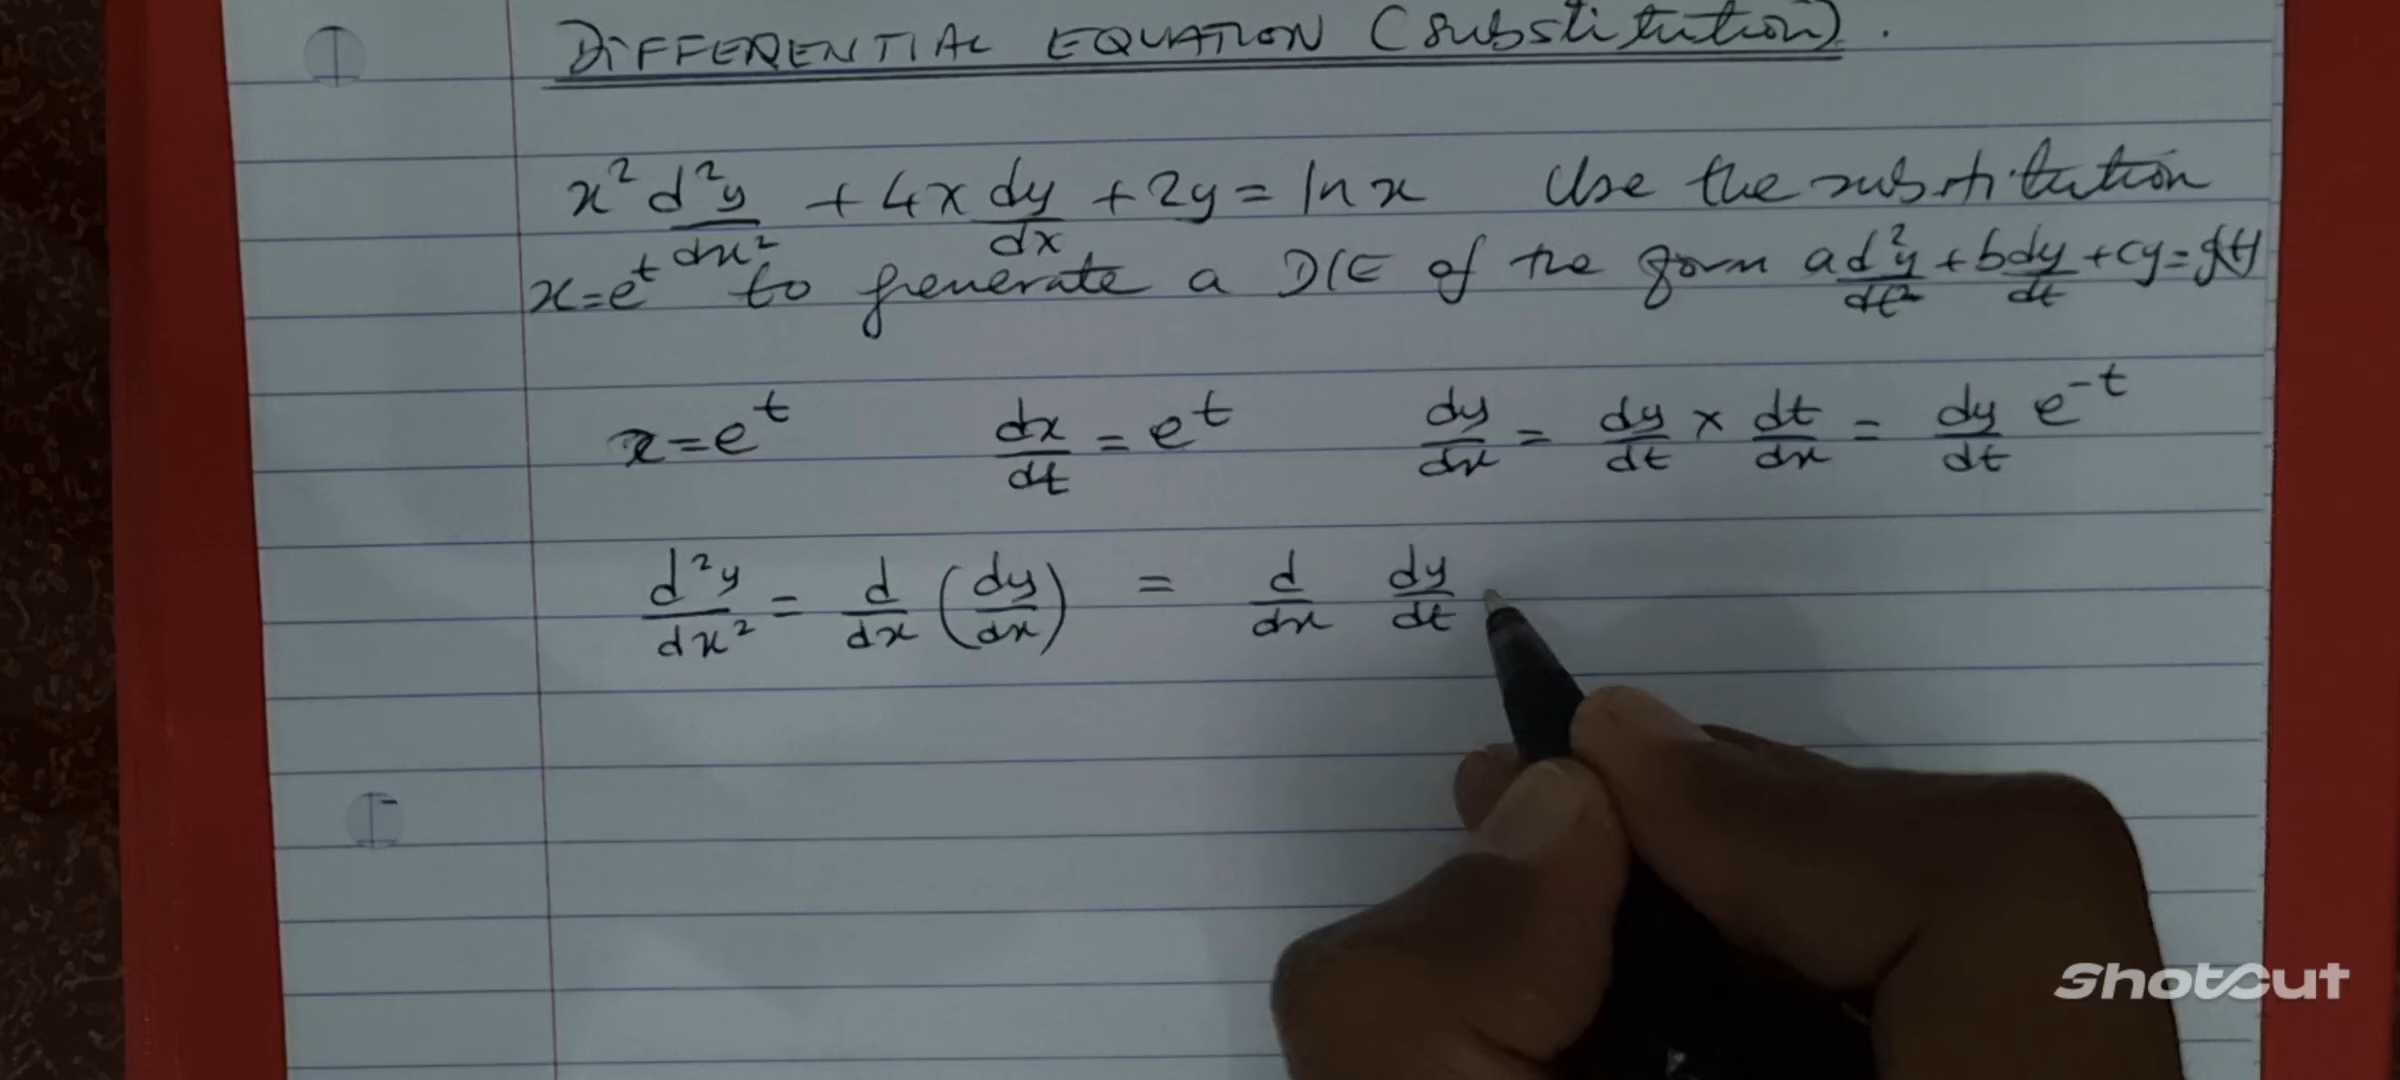 DIFFERENTIAL EQUATION (substitution).
x² d²y/dx² + 4x dy/dx + 2y = ln x Use the substitution
x=e^t to generate a D/E of the form a d²y/dt² + b dy/dt + cy = f(t)
x=e^t dx/dt = e^t dy/dx = dy/dt × dt/dx = dy/dt e^-t
d²y/dx² = d/dx (dy/dx) = d/dx dy/dt
Shotcut